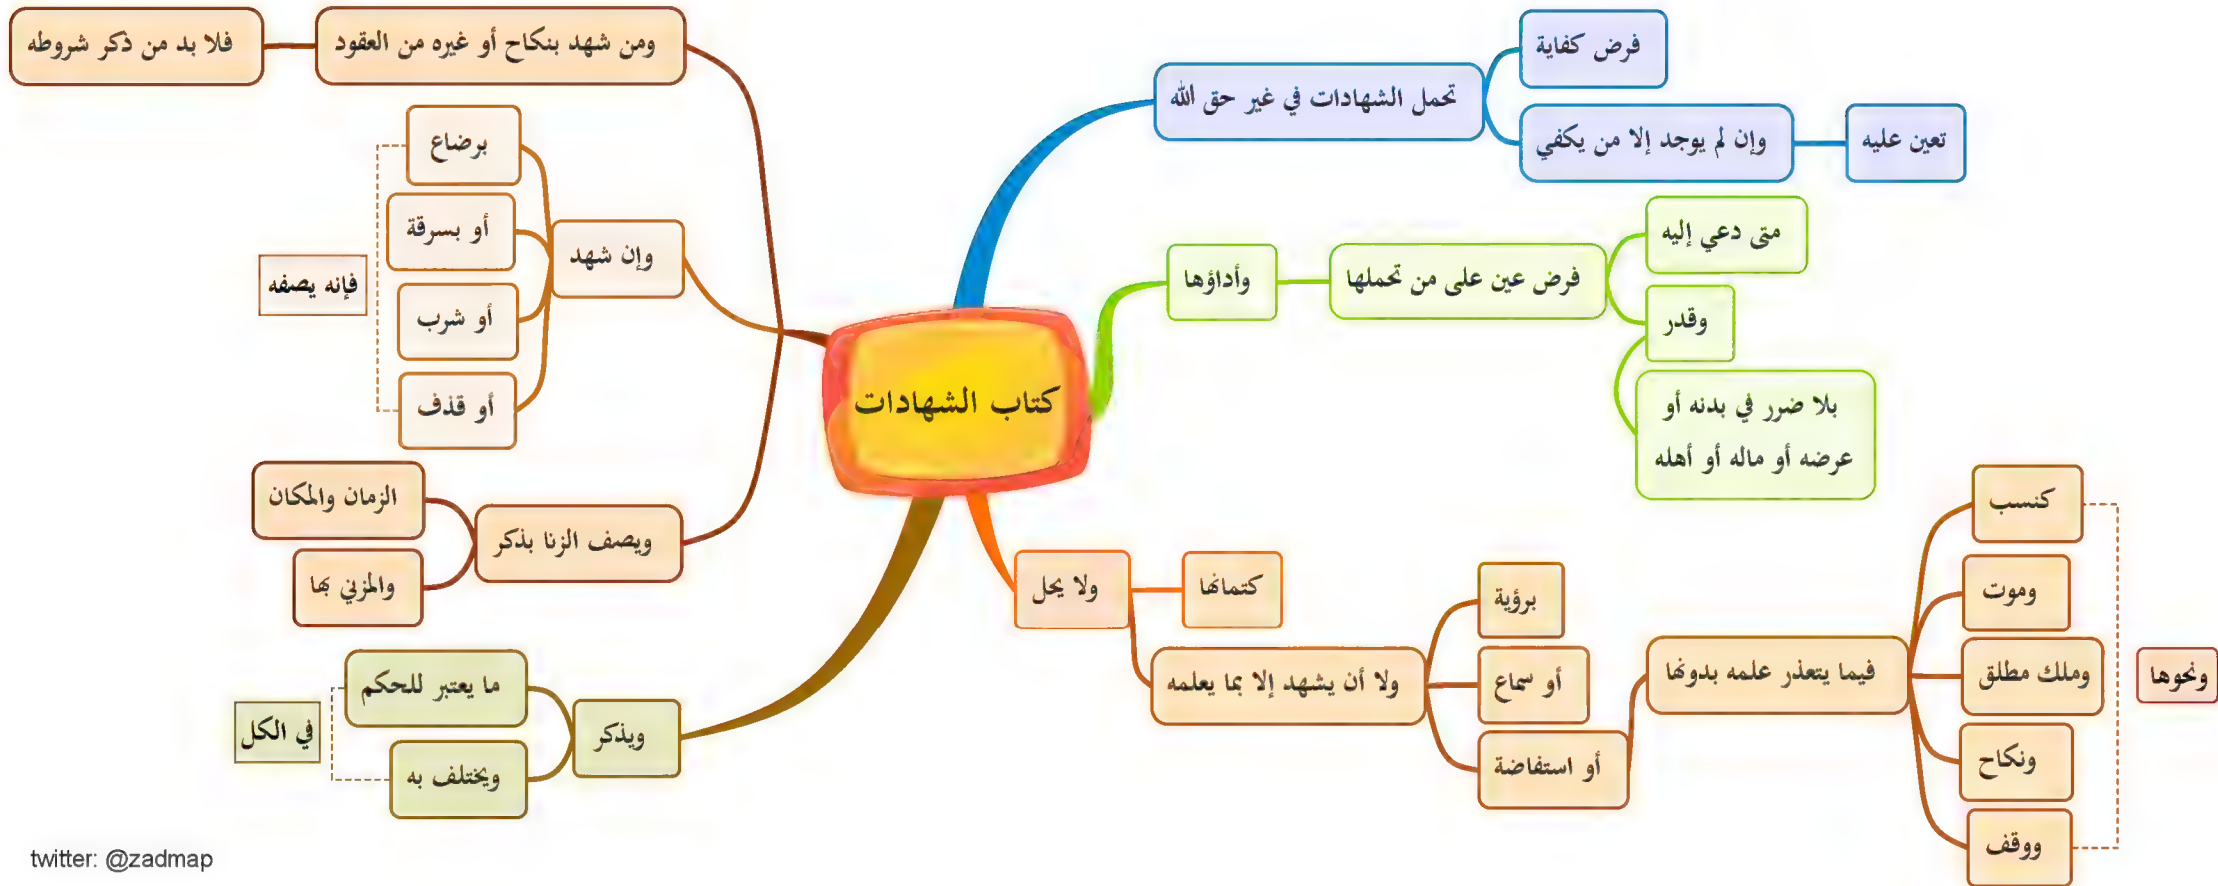 كتاب الشهادات
تحمل الشهادات في غير حق الله
فرض كفاية
وإن لم يوجد إلا من يكفي
تعين عليه
وأداؤها
فرض عين على من تحملها
متى دعي إليه
وقدر
بلا ضرر في بدنه أو
عرضه أو ماله أو أهله
ولا يحل
كتمانها
ولا أن يشهد إلا بما يعلمه
برؤية
أو سماع
أو استفاضة
فيما يتعذر علمه بدونها
كنسب
وموت
وملك مطلق
ونكاح
ووقف
ونحوها
ومن شهد بنكاح أو غيره من العقود
فلا بد من ذكر شروطه
وإن شهد
برضاع
أو بسرقة
أو شرب
أو قذف
فإنه يصفه
ويصف الزنا بذكر
الزمان والمكان
والمزني بها
ويذكر
ما يعتبر للحكم
ويختلف به
في الكل
twitter: @zadmap